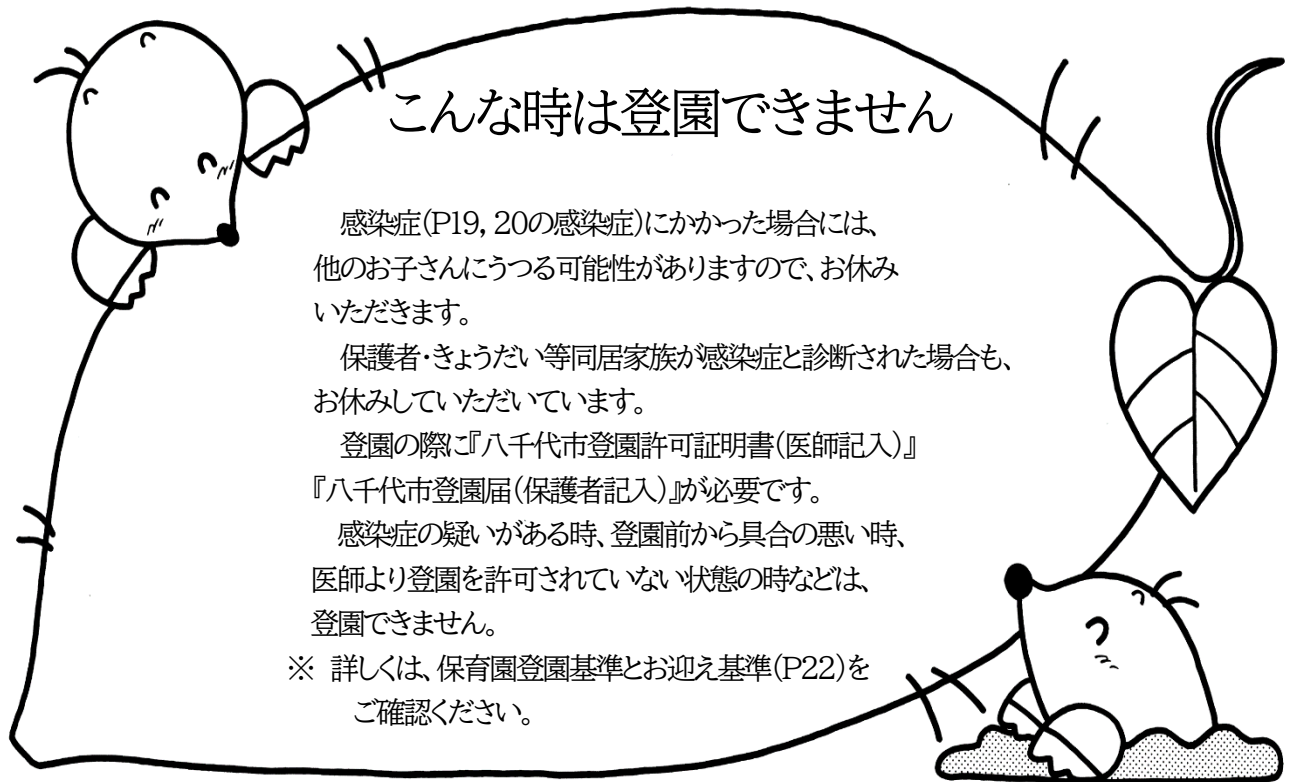 こんな時は登園できません
感染症(P19, 20の感染症)にかかった場合には、
他のお子さんにうつる可能性がありますので、お休み
いただきます。
保護者・きょうだい等同居家族が感染症と診断された場合も、
お休みしていただいています。
登園の際に『八千代市登園許可証明書(医師記入)』
『八千代市登園届(保護者記入)』が必要です。
感染症の疑いがある時、登園前から具合の悪い時、
医師より登園を許可されていない状態の時などは、
登園できません。
※ 詳しくは、保育園登園基準とお迎え基準(P22)を
ご確認ください。